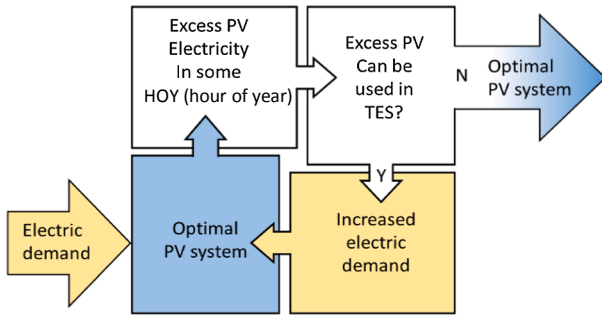 Excess PV
Electricity
In some
HOY (hour of year)
Excess PV
Can be
used in
TES?
N
Optimal
PV system
Y
Electric
demand
Optimal
PV system
Increased
electric
demand